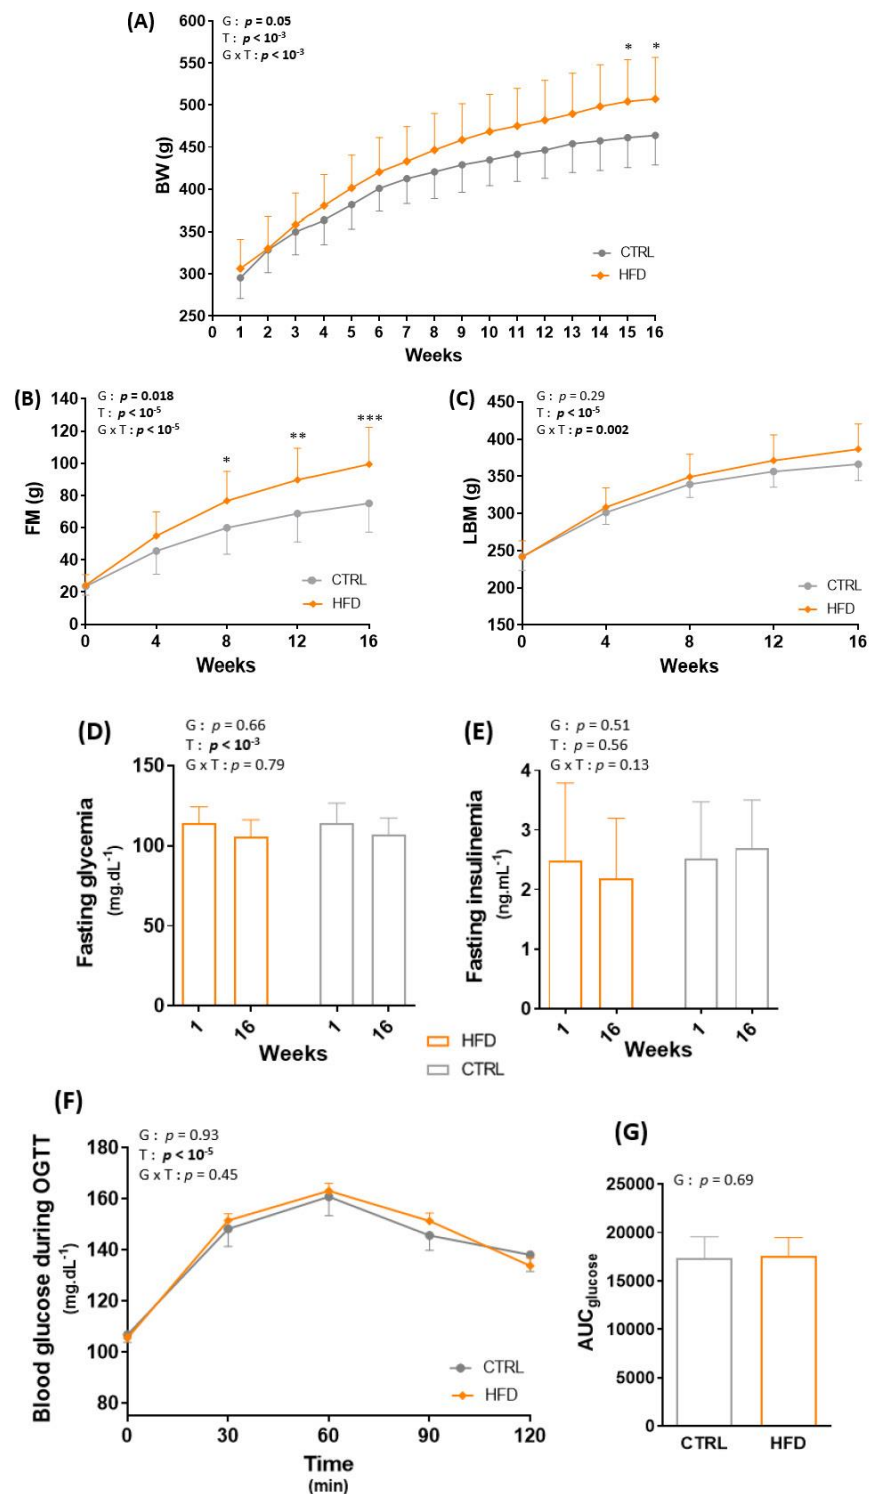 (A)
G : p = 0.05
T : p < 10⁻³
G x T : p < 10⁻³
600
550
500
450
400
350
300
250
BW (g)
* *
CTRL
HFD
0 1 2 3 4 5 6 7 8 9 10 11 12 13 14 15 16
Weeks
(B)
G : p = 0.018
T : p < 10⁻⁵
G x T : p < 10⁻⁵
140
120
100
80
60
40
20
0
FM (g)
* ** ***
CTRL
HFD
0 4 8 12 16
Weeks
(C)
G : p = 0.29
T : p < 10⁻⁵
G x T : p = 0.002
450
400
350
300
250
200
150
LBM (g)
CTRL
HFD
0 4 8 12 16
Weeks
(D)
G : p = 0.66
T : p < 10⁻³
G x T : p = 0.79
150
100
50
0
Fasting glycemia
(mg.dL⁻¹)
1 16 1 16
Weeks
(E)
G : p = 0.51
T : p = 0.56
G x T : p = 0.13
4
3
2
1
0
Fasting insulinemia
(ng.mL⁻¹)
1 16 1 16
Weeks
HFD
CTRL
(F)
G : p = 0.93
T : p < 10⁻⁵
G x T : p = 0.45
180
160
140
120
100
80
Blood glucose during OGTT
(mg.dL⁻¹)
CTRL
HFD
0 30 60 90 120
Time
(min)
(G)
G : p = 0.69
25000
20000
15000
10000
5000
0
AUCglucose
CTRL HFD